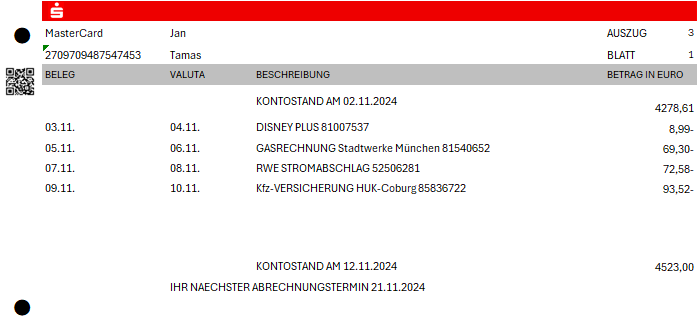 MasterCard Jan AUSZUG 3
2709709487547453 Tamas BLATT 1
BELEG VALUTA BESCHREIBUNG BETRAG IN EURO
KONTOSTAND AM 02.11.2024 4278,61
03.11. 04.11. DISNEY PLUS 81007537 8,99-
05.11. 06.11. GASRECHNUNG Stadtwerke München 81540652 69,30-
07.11. 08.11. RWE STROMABSCHLAG 52506281 72,58-
09.11. 10.11. Kfz-VERSICHERUNG HUK-Coburg 85836722 93,52-
KONTOSTAND AM 12.11.2024 4523,00
IHR NAECHSTER ABRECHNUNGSTERMIN 21.11.2024